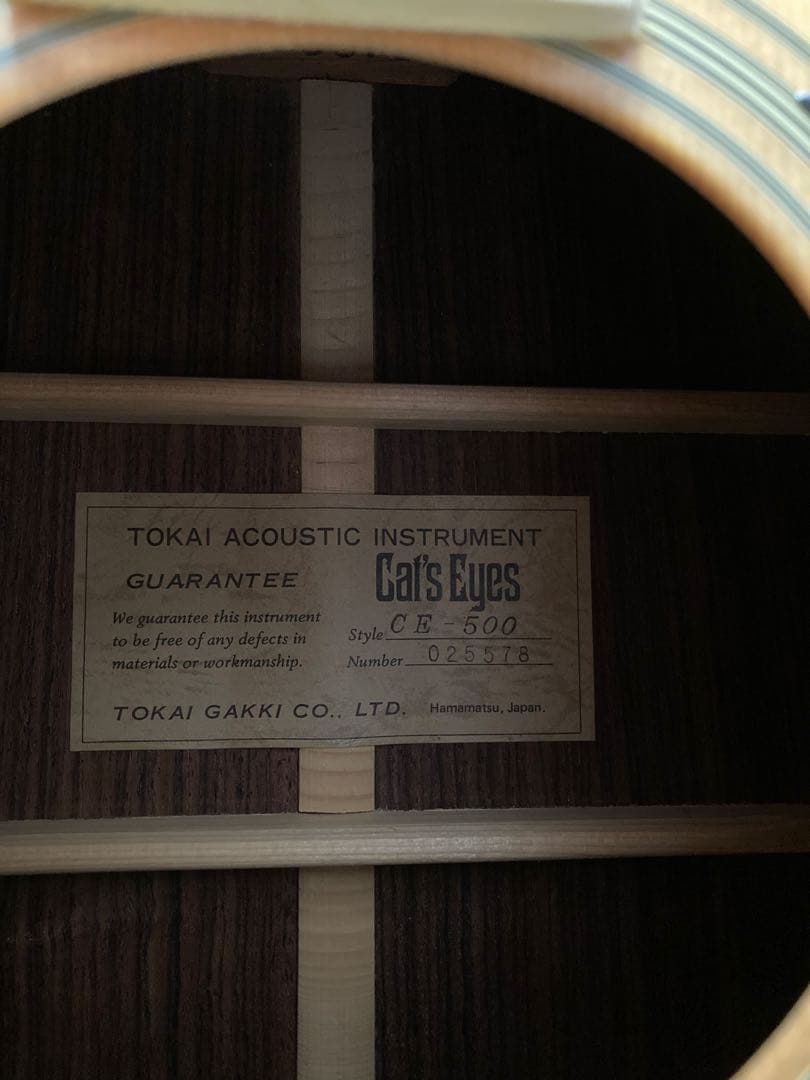 TOKAI ACOUSTIC INSTRUMENT
GUARANTEE
Cat's Eyes
We guarantee this instrument
to be free of any defects in
materials or workmanship.
Style CE-500
Number 025578
TOKAI GAKKI CO., LTD. Hamamatsu, Japan.